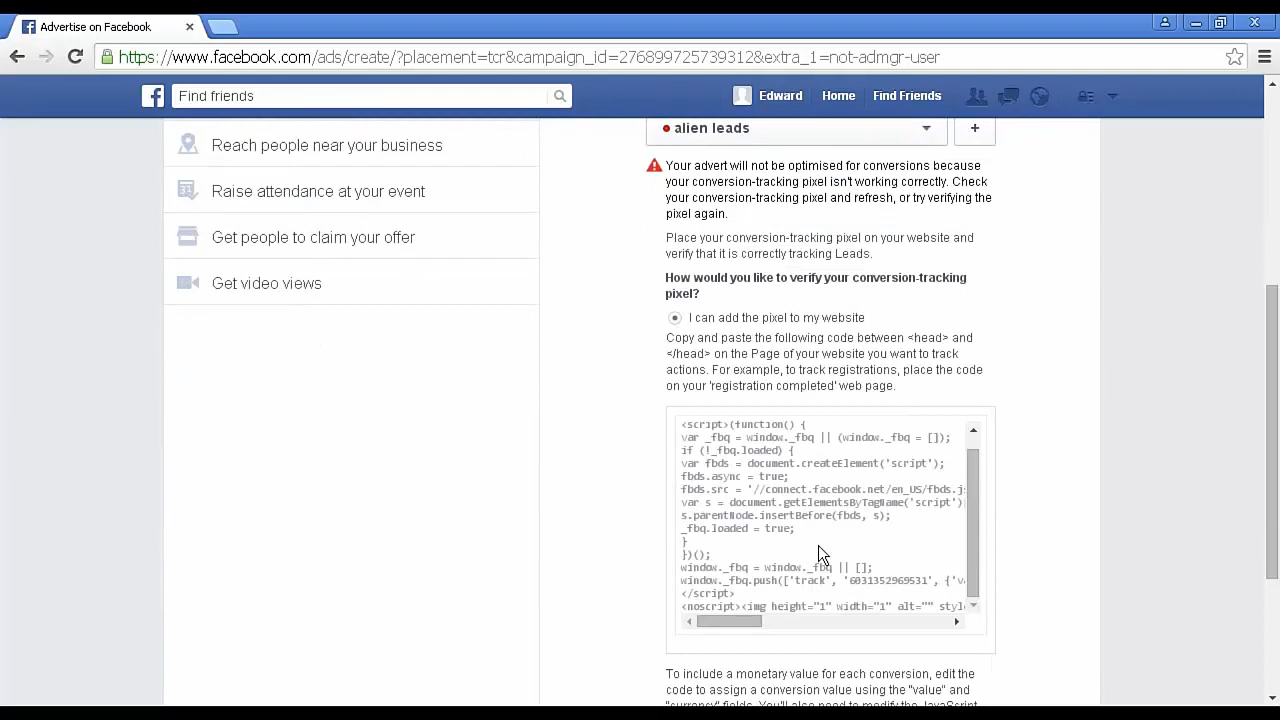 Advertise on Facebook
https://www.facebook.com/ads/create/?placement=tcr&campaign_id=276899725739312&extra_1=not-admgr-user
Find friends
Edward
Home
Find Friends
Reach people near your business
Raise attendance at your event
Get people to claim your offer
Get video views
alien leads
+
Your advert will not be optimised for conversions because
your conversion-tracking pixel isn't working correctly. Check
your conversion-tracking pixel and refresh, or try verifying the
pixel again.
Place your conversion-tracking pixel on your website and
verify that it is correctly tracking Leads.
How would you like to verify your conversion-tracking
pixel?
I can add the pixel to my website
Copy and paste the following code between <head> and
</head> on the Page of your website you want to track
actions. For example, to track registrations, place the code
on your 'registration completed' web page.
<script>(function() {
var _fbq = window._fbq || (window._fbq = []);
if (!_fbq.loaded) {
var fbds = document.createElement('script');
fbds.async = true;
fbds.src = '//connect.facebook.net/en_US/fbds.j
var s = document.getElementsByTagName('script')
s.parentNode.insertBefore(fbds, s);
_fbq.loaded = true;
}
})();
window._fbq = window._fbq || [];
window._fbq.push(['track', '6031352969531', {'v
</script>
<noscript><img height="1" width="1" alt="" style
To include a monetary value for each conversion, edit the
code to assign a conversion value using the "value" and
"currency" fields. You'll also need to modify the JavaScript